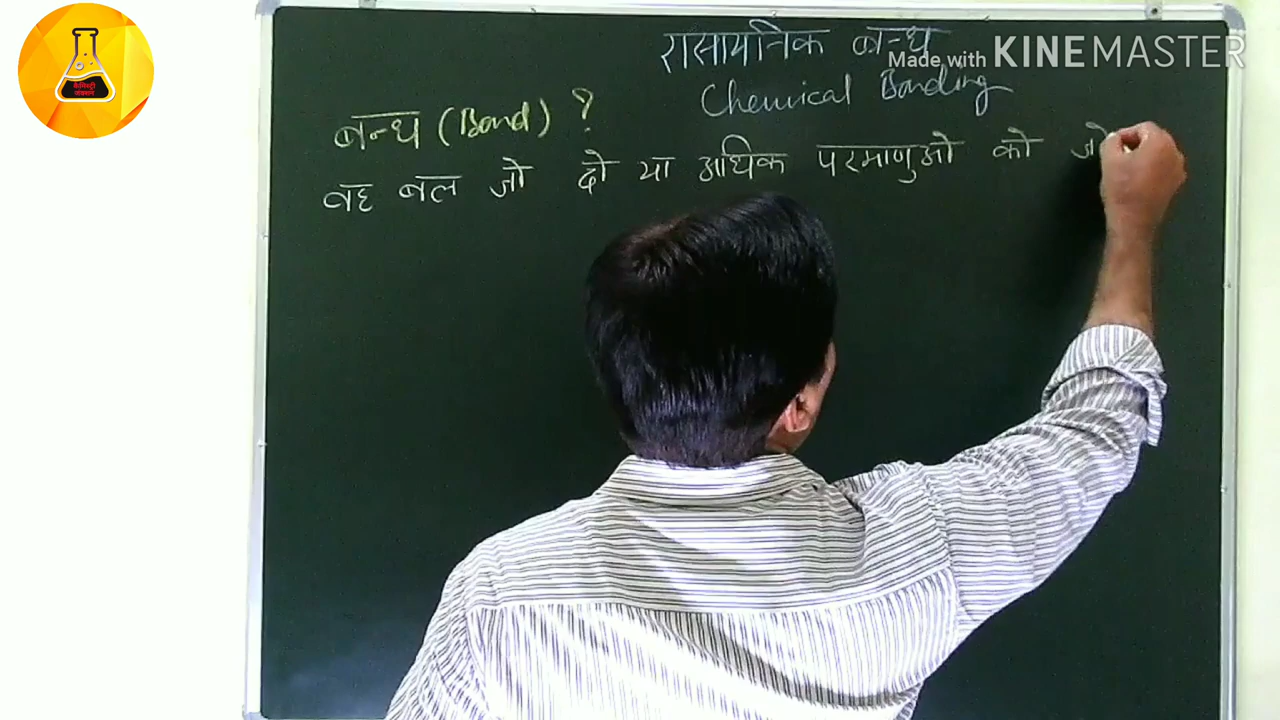 रासायनिक बन्ध
Made with KINEMASTER
Chemical Bonding
बन्ध (Bond) ?
वह बल जो दो या अधिक परमाणुओ को जो
कैमिस्ट्री